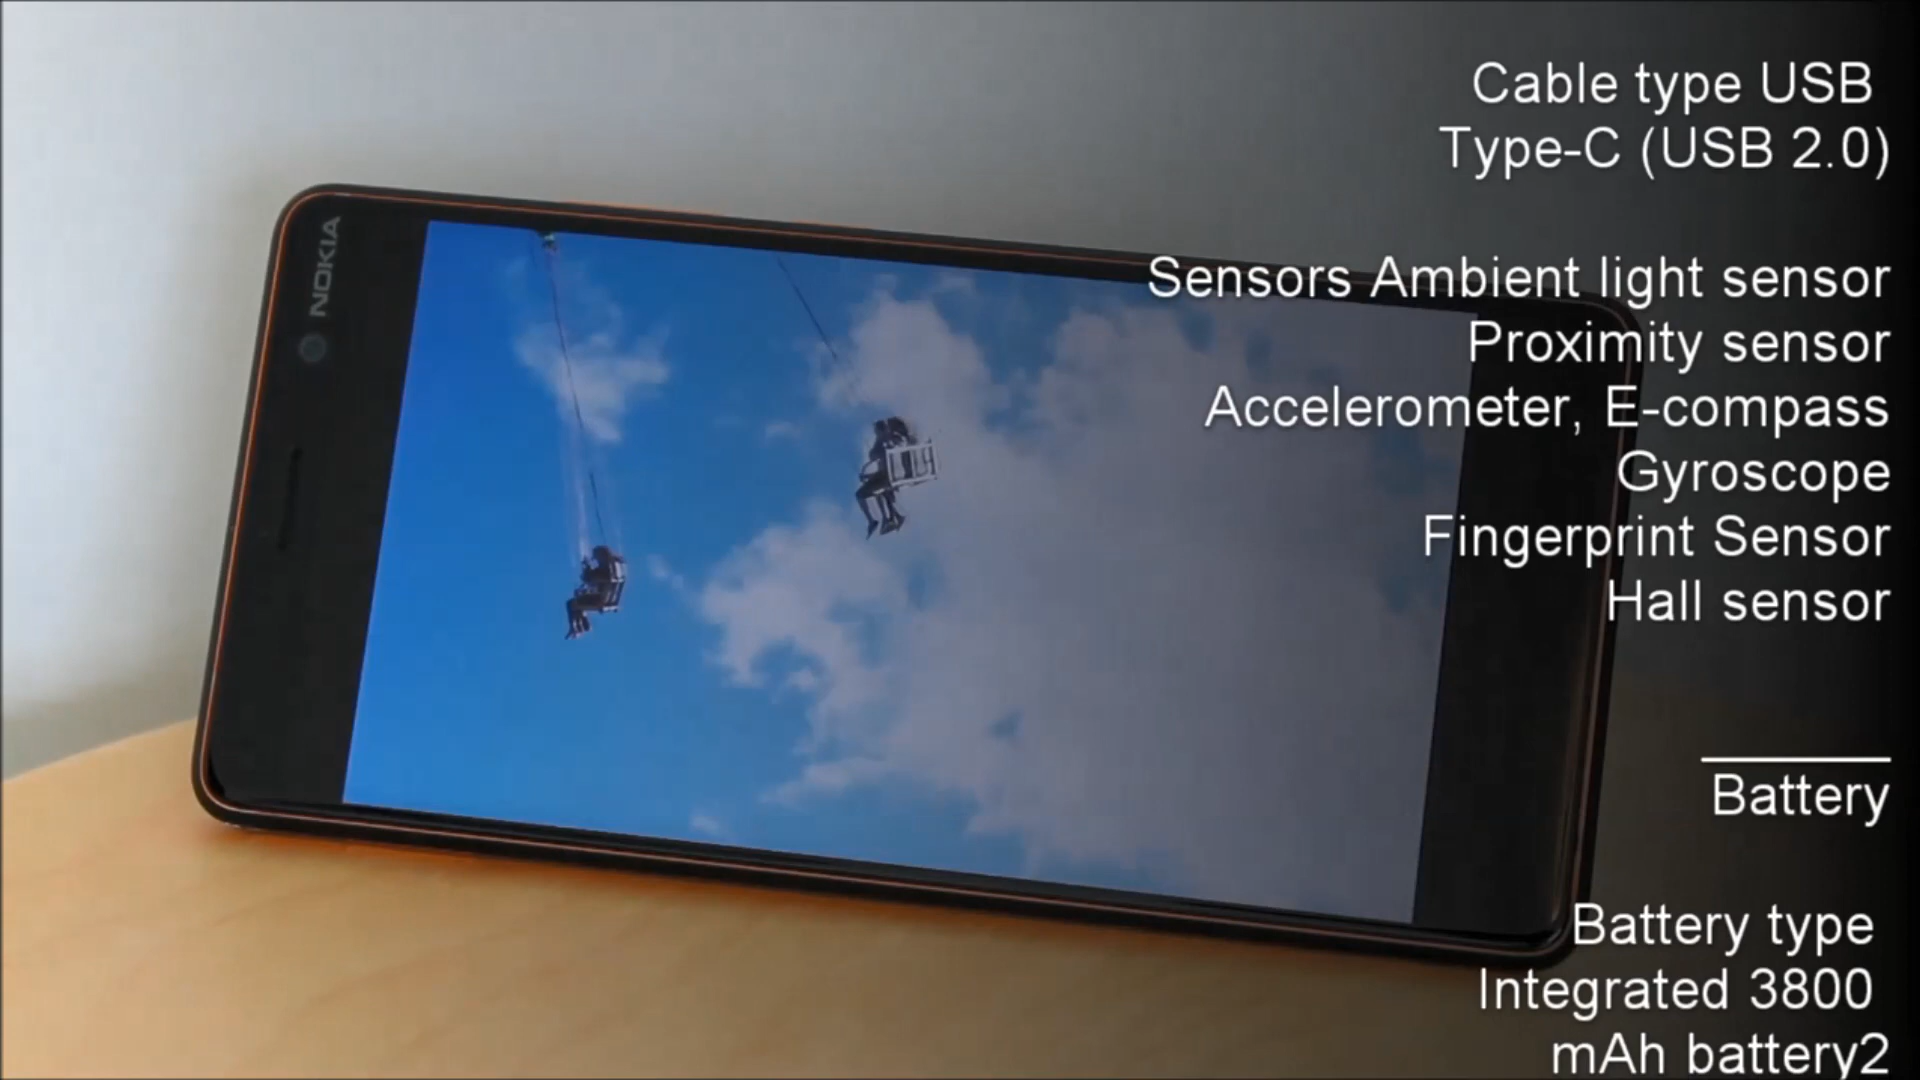 NOKIA
Cable type USB
Type-C (USB 2.0)
Sensors Ambient light sensor
Proximity sensor
Accelerometer, E-compass
Gyroscope
Fingerprint Sensor
Hall sensor
Battery
Battery type
Integrated 3800
mAh battery2